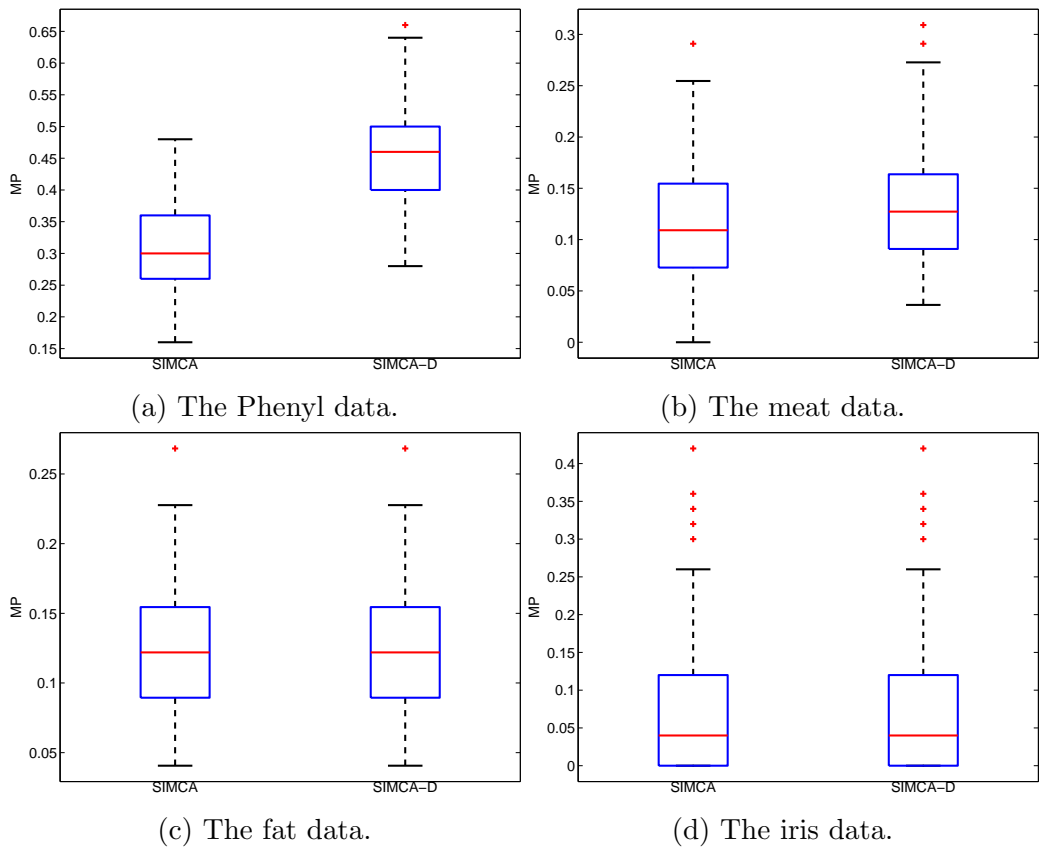 0.65
0.6
0.55
0.5
0.45
0.4
0.35
0.3
0.25
0.2
0.15
MP
SIMCA
SIMCA-D
(a) The Phenyl data.
0.3
0.25
0.2
0.15
0.1
0.05
0
MP
SIMCA
SIMCA-D
(b) The meat data.
0.25
0.2
0.15
0.1
0.05
MP
SIMCA
SIMCA-D
(c) The fat data.
0.4
0.35
0.3
0.25
0.2
0.15
0.1
0.05
0
MP
SIMCA
SIMCA-D
(d) The iris data.